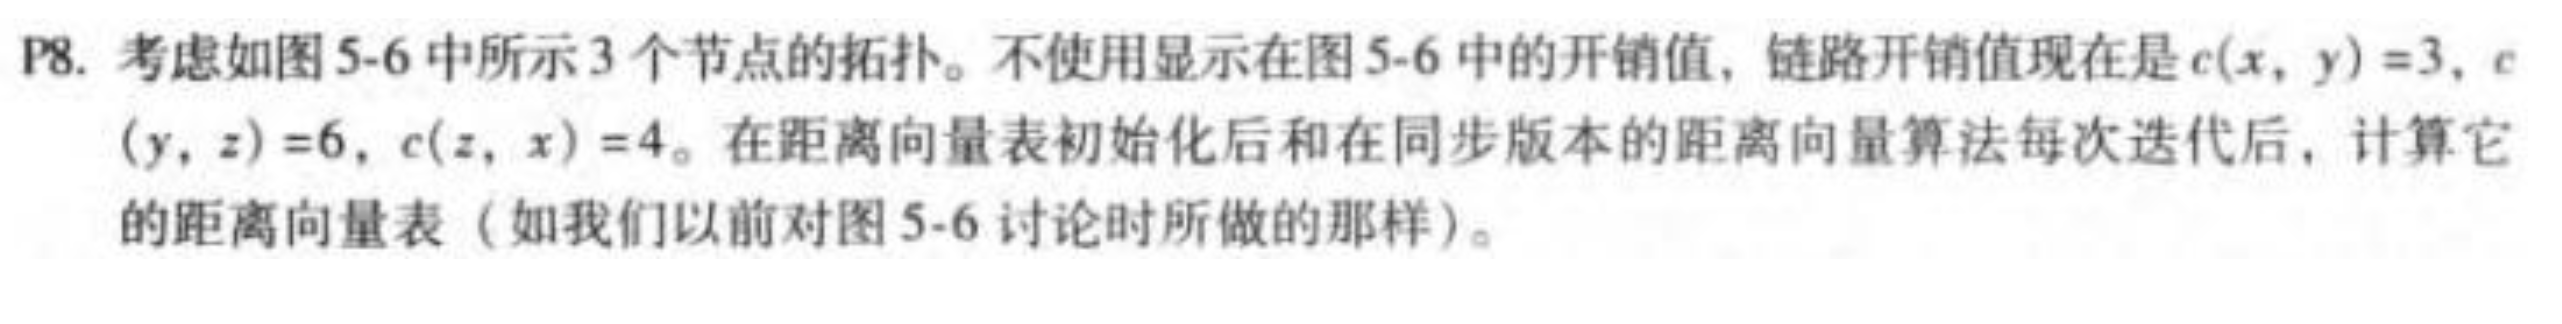 P8. 考虑如图 5-6 中所示 3 个节点的拓扑。不使用显示在图 5-6 中的开销值，链路开销值现在是 c(x, y) =3, c
(y, z) =6, c(z, x) =4。在距离向量表初始化后和在同步版本的距离向量算法每次迭代后，计算它
的距离向量表（如我们以前对图 5-6 讨论时所做的那样）。